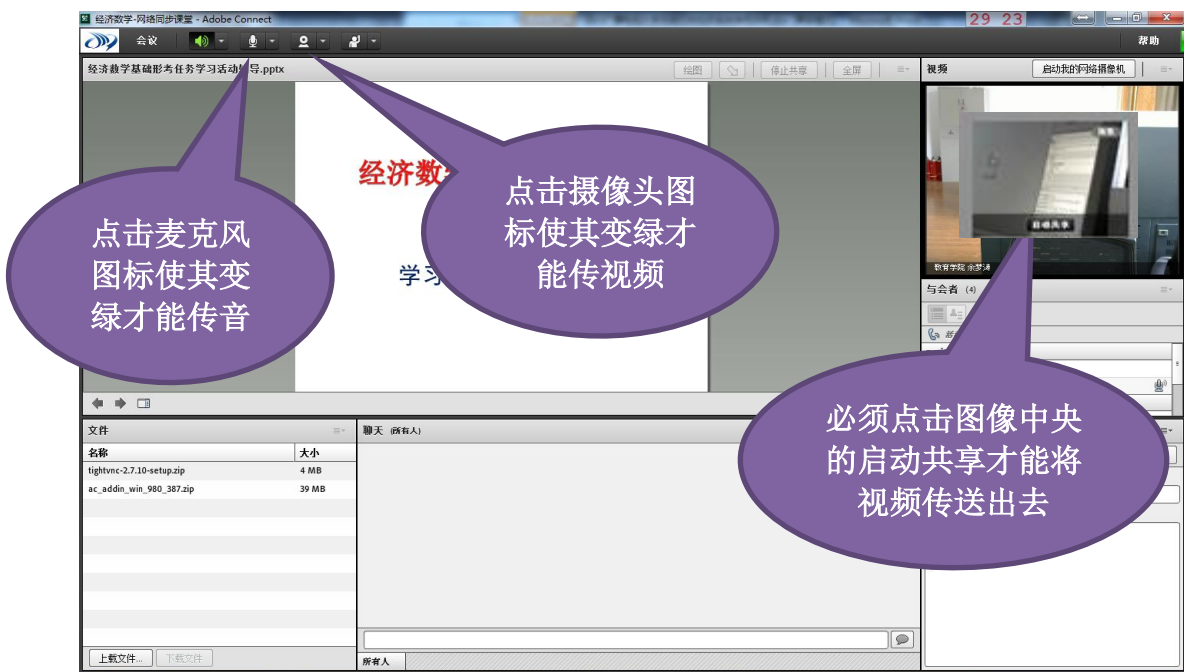 经济数学-网络同步课堂 - Adobe Connect
29 23
会议
帮助
经济数学基础形考任务学习活动
导.pptx
绘图
停止共享
全屏
视频
启动我的网络摄像机
经济数
学习
点击麦克风
图标使其变
绿才能传音
点击摄像头图
标使其变绿才
能传视频
启动共享
教育学院 余梦涛
与会者 (4)
必须点击图像中央
的启动共享才能将
视频传送出去
文件
名称
大小
tightvnc-2.7.10-setup.zip
4 MB
ac_addin_win_980_387.zip
39 MB
上载文件...
下载文件
聊天 (所有人)
所有人